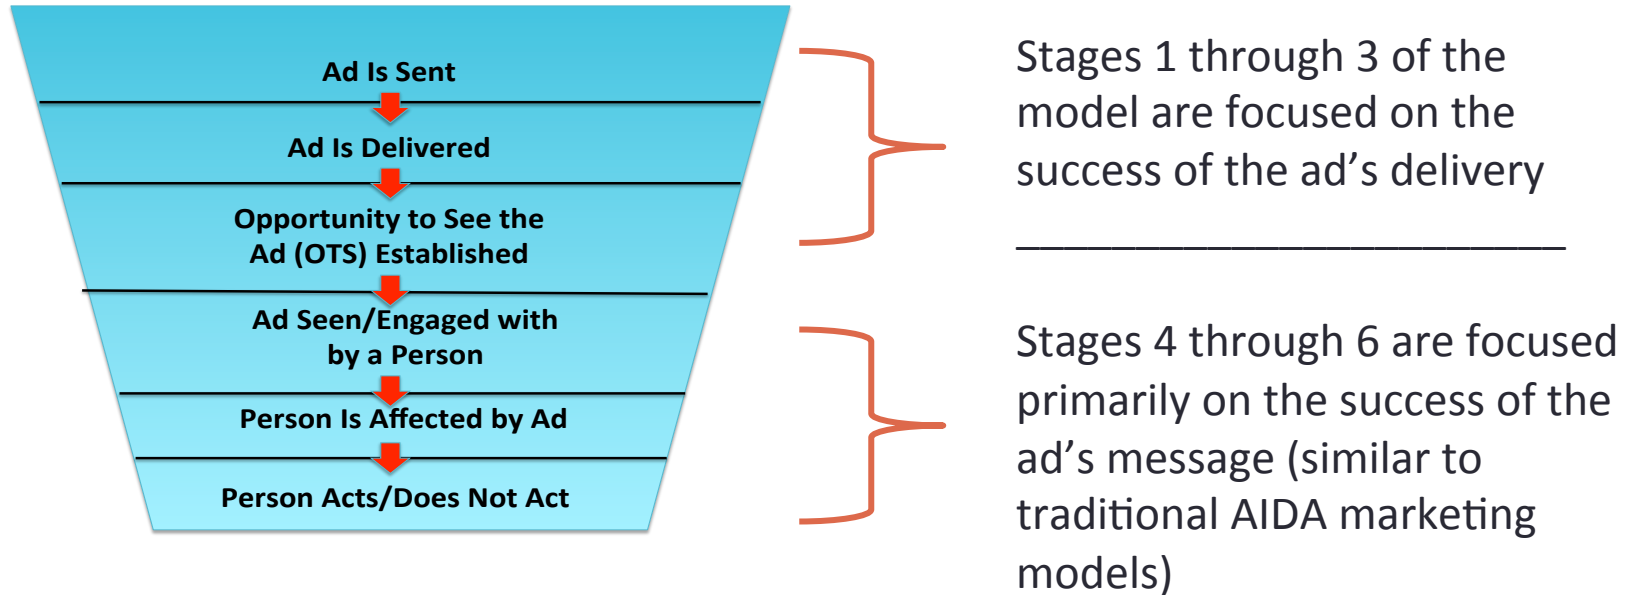 Ad Is Sent
Ad Is Delivered
Opportunity to See the
Ad (OTS) Established
Ad Seen/Engaged with
by a Person
Person Is Affected by Ad
Person Acts/Does Not Act
Stages 1 through 3 of the
model are focused on the
success of the ad’s delivery
Stages 4 through 6 are focused
primarily on the success of the
ad’s message (similar to
traditional AIDA marketing
models)